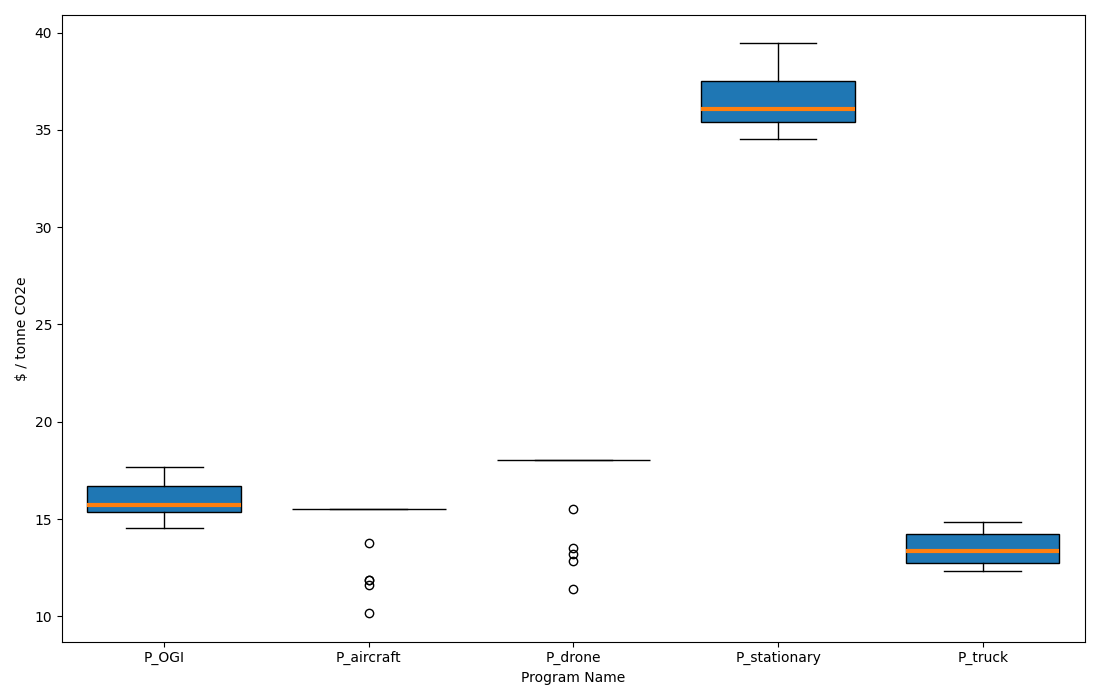 $ / tonne CO2e
40
35
30
25
20
15
10
P_OGI
P_aircraft
P_drone
P_stationary
P_truck
Program Name